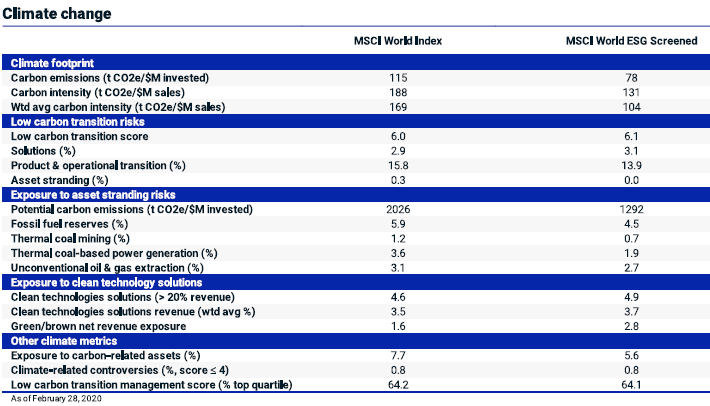 Climate change
MSCI World Index MSCI World ESG Screened
Climate footprint
Carbon emissions (t CO2e/$M invested) 115 78
Carbon intensity (t CO2e/$M sales) 188 131
Wtd avg carbon intensity (t CO2e/$M sales) 169 104
Low carbon transition risks
Low carbon transition score 6.0 6.1
Solutions (%) 2.9 3.1
Product & operational transition (%) 15.8 13.9
Asset stranding (%) 0.3 0.0
Exposure to asset stranding risks
Potential carbon emissions (t CO2e/$M invested) 2026 1292
Fossil fuel reserves (%) 5.9 4.5
Thermal coal mining (%) 1.2 0.7
Thermal coal-based power generation (%) 3.6 1.9
Unconventional oil & gas extraction (%) 3.1 2.7
Exposure to clean technology solutions
Clean technologies solutions (> 20% revenue) 4.6 4.9
Clean technologies solutions revenue (wtd avg %) 3.5 3.7
Green/brown net revenue exposure 1.6 2.8
Other climate metrics
Exposure to carbon-related assets (%) 7.7 5.6
Climate-related controversies (%, score ≤ 4) 0.8 0.8
Low carbon transition management score (% top quartile) 64.2 64.1
As of February 28, 2020